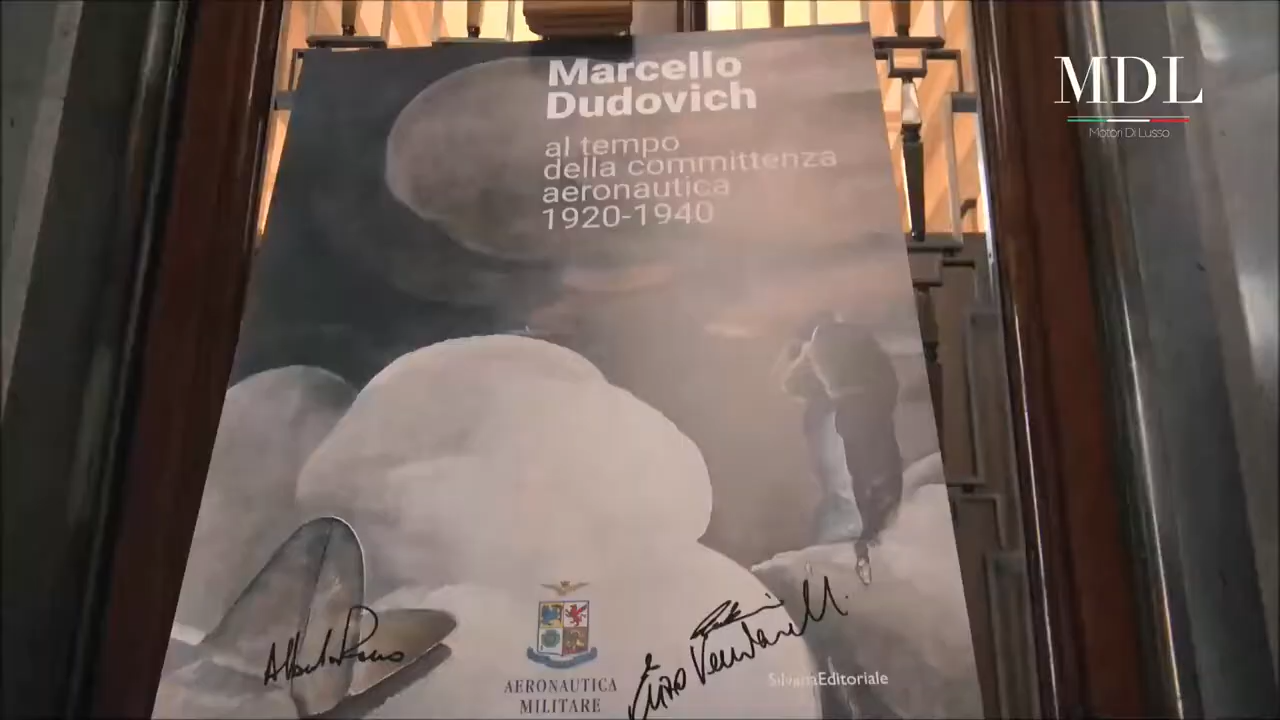 Marcello
Dudovich
al tempo
della committenza
aeronautica
1920-1940
MDL
Motori Di Lusso
AERONAUTICA
MILITARE
SilvanaEditoriale